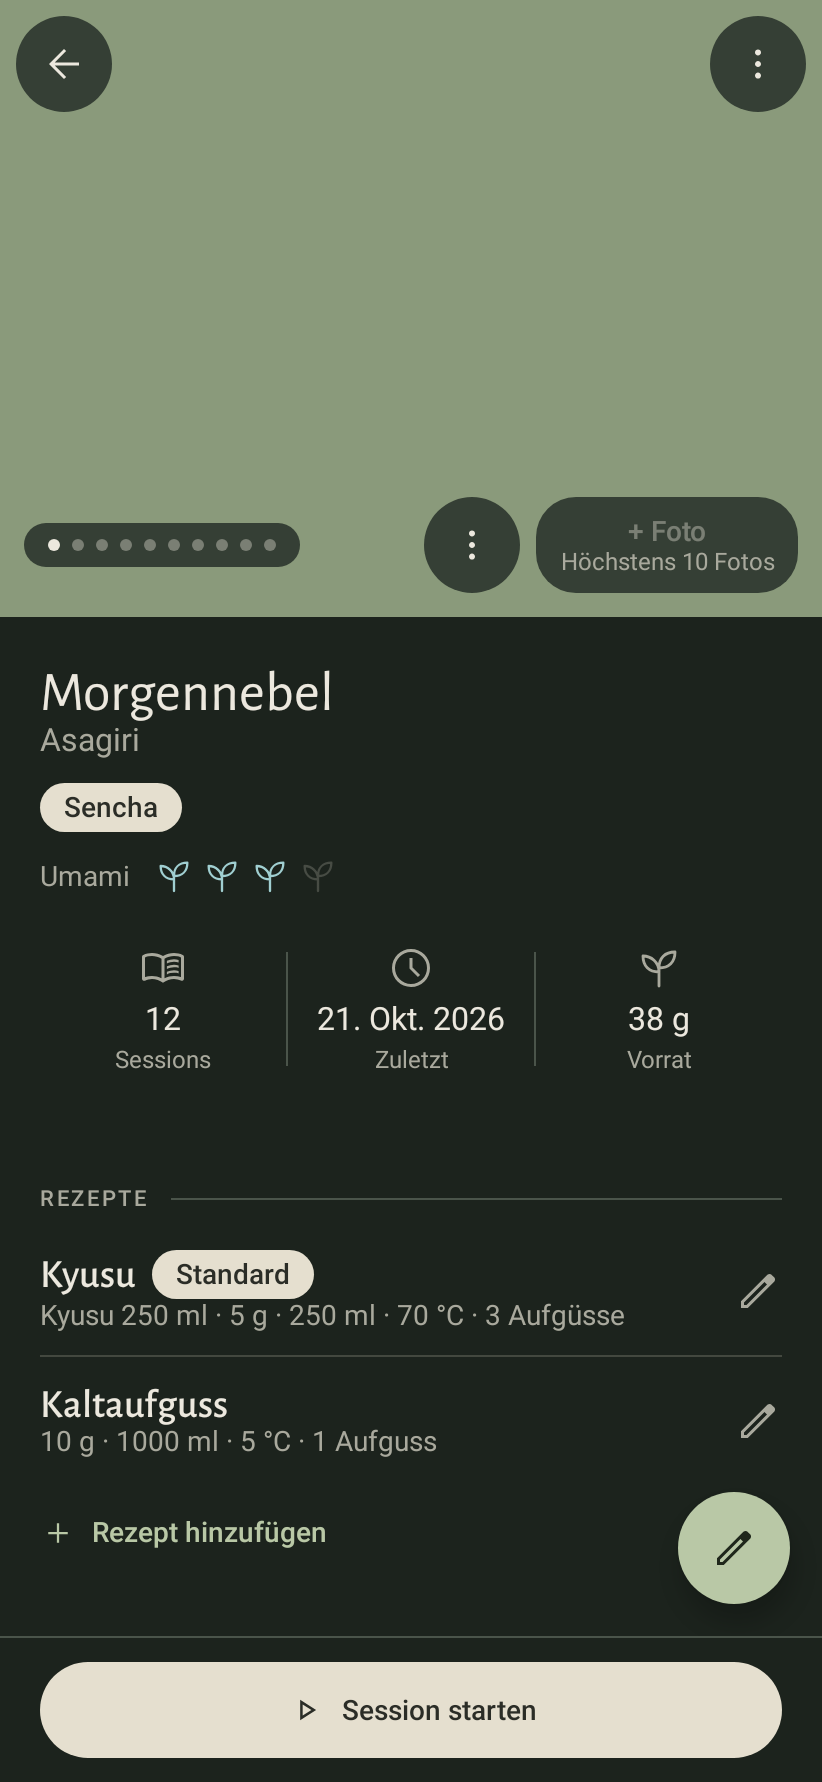 + Foto
Höchstens 10 Fotos
Morgennebel
Asagiri
Sencha
Umami
12
Sessions
21. Okt. 2026
Zuletzt
38 g
Vorrat
REZEPTE
Kyusu Standard
Kyusu 250 ml · 5 g · 250 ml · 70 °C · 3 Aufgüsse
Kaltaufguss
10 g · 1000 ml · 5 °C · 1 Aufguss
+ Rezept hinzufügen
Session starten